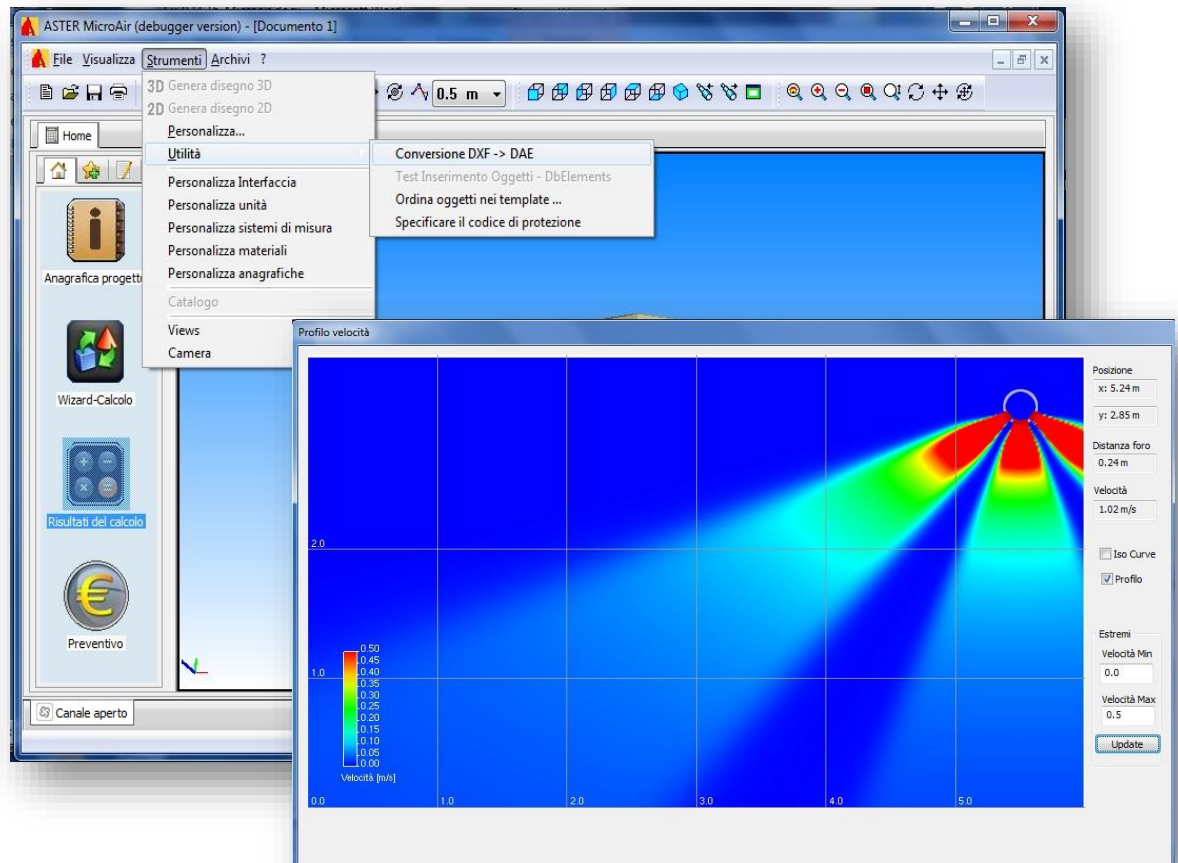 ASTER MicroAir (debugger version) - [Documento 1]
File Visualizza Strumenti Archivi ?
3D Genera disegno 3D
2D Genera disegno 2D
Personalizza...
Utilità
Personalizza Interfaccia
Personalizza unità
Personalizza sistemi di misura
Personalizza materiali
Personalizza anagrafiche
Catalogo
Views
Camera
Conversione DXF -> DAE
Test Inserimento Oggetti - DbElements
Ordina oggetti nei template ...
Specificare il codice di protezione
0.5 m
Home
Anagrafica progett
Wizard-Calcolo
Risultati del calcolo
Preventivo
Canale aperto
Profilo velocità
2.0
1.0
0.50
0.45
0.40
0.35
0.30
0.25
0.20
0.15
0.10
0.05
0.00
Velocità [m/s]
0.0 1.0 2.0 3.0 4.0 5.0
Posizione
x: 5.24 m
y: 2.85 m
Distanza foro
0.24 m
Velocità
1.02 m/s
Iso Curve
Profilo
Estremi
Velocità Min
0.0
Velocità Max
0.5
Update